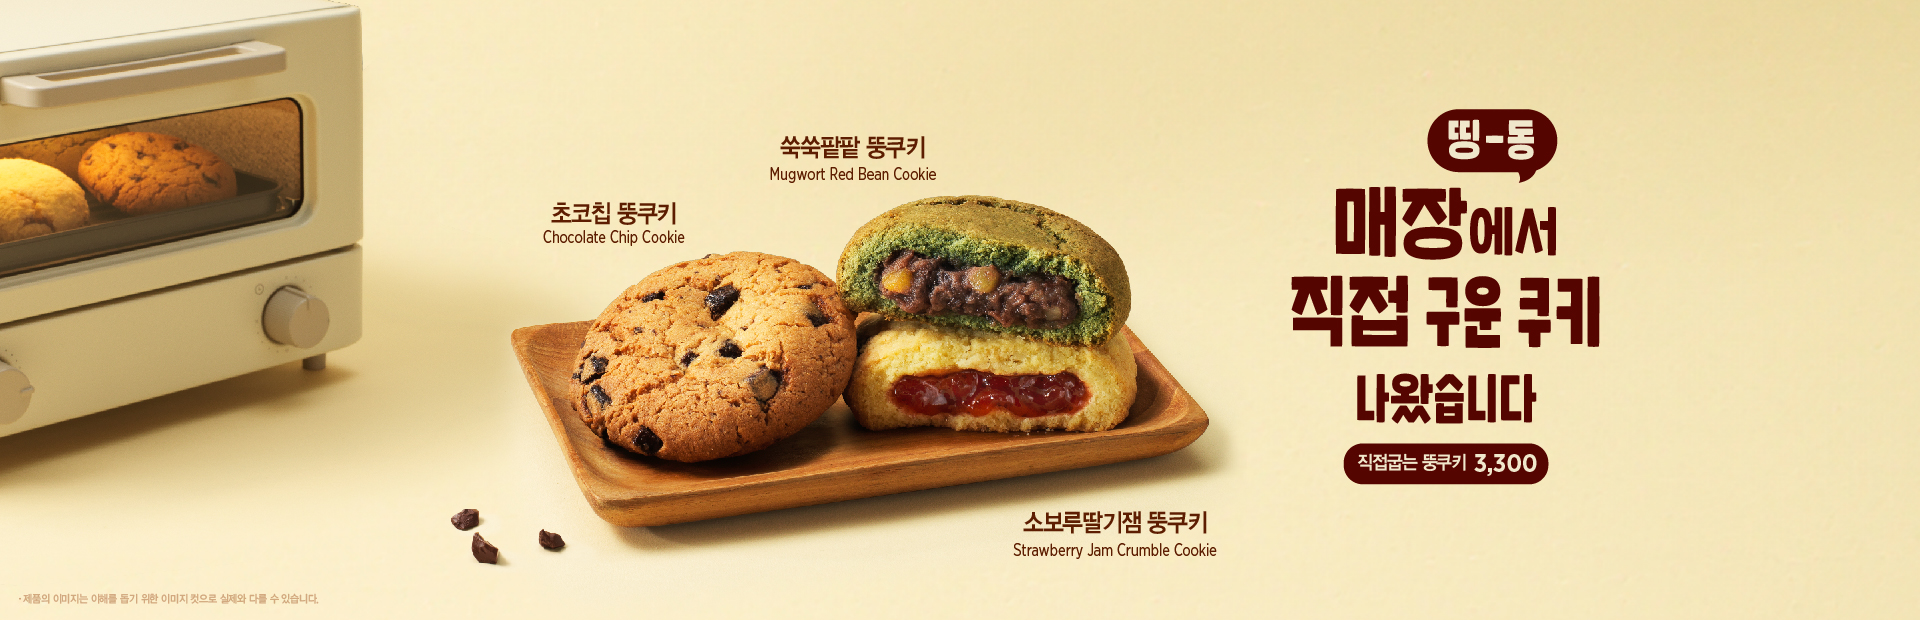 쑥쑥팥팥 뚱쿠키
Mugwort Red Bean Cookie
초코칩 뚱쿠키
Chocolate Chip Cookie
소보루딸기잼 뚱쿠키
Strawberry Jam Crumble Cookie
띵-동
매장에서
직접 구운 쿠키
나왔습니다
직접굽는 뚱쿠키 3,300
· 제품의 이미지는 이해를 돕기 위한 이미지 컷으로 실제와 다를 수 있습니다.